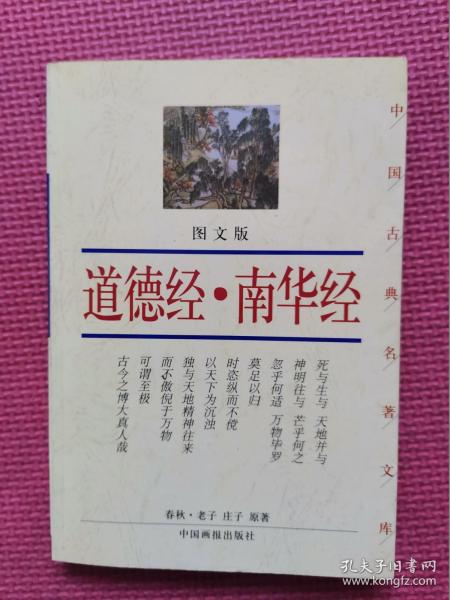 中国古典名著文库
图文版
道德经·南华经
死与生与 天地并与
神明往与 芒乎何之
忽乎何适 万物毕罗
莫足以归
时恣纵而不傥
以天下为沉浊
独与天地精神往来
而不傲倪于万物
可谓至极
古今之博大真人哉
春秋·老子 庄子 原著
中国画报出版社
孔夫子旧书网
www.kongfz.com